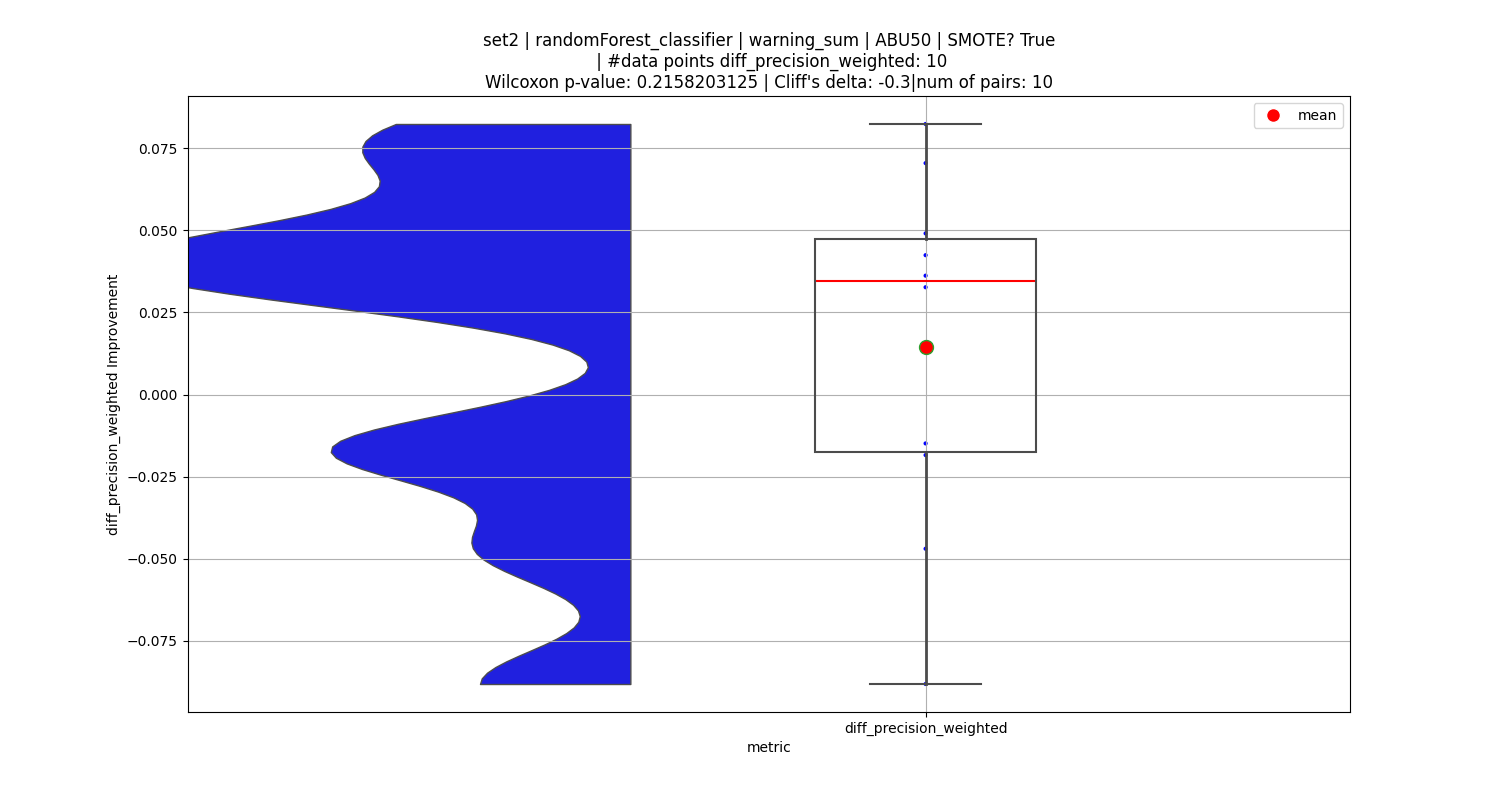 set2 | randomForest_classifier | warning_sum | ABU50 | SMOTE? True
| #data points diff_precision_weighted: 10
Wilcoxon p-value: 0.2158203125 | Cliff's delta: -0.3|num of pairs: 10
mean
0.075
0.050
0.025
0.000
−0.025
−0.050
−0.075
diff_precision_weighted Improvement
diff_precision_weighted
metric